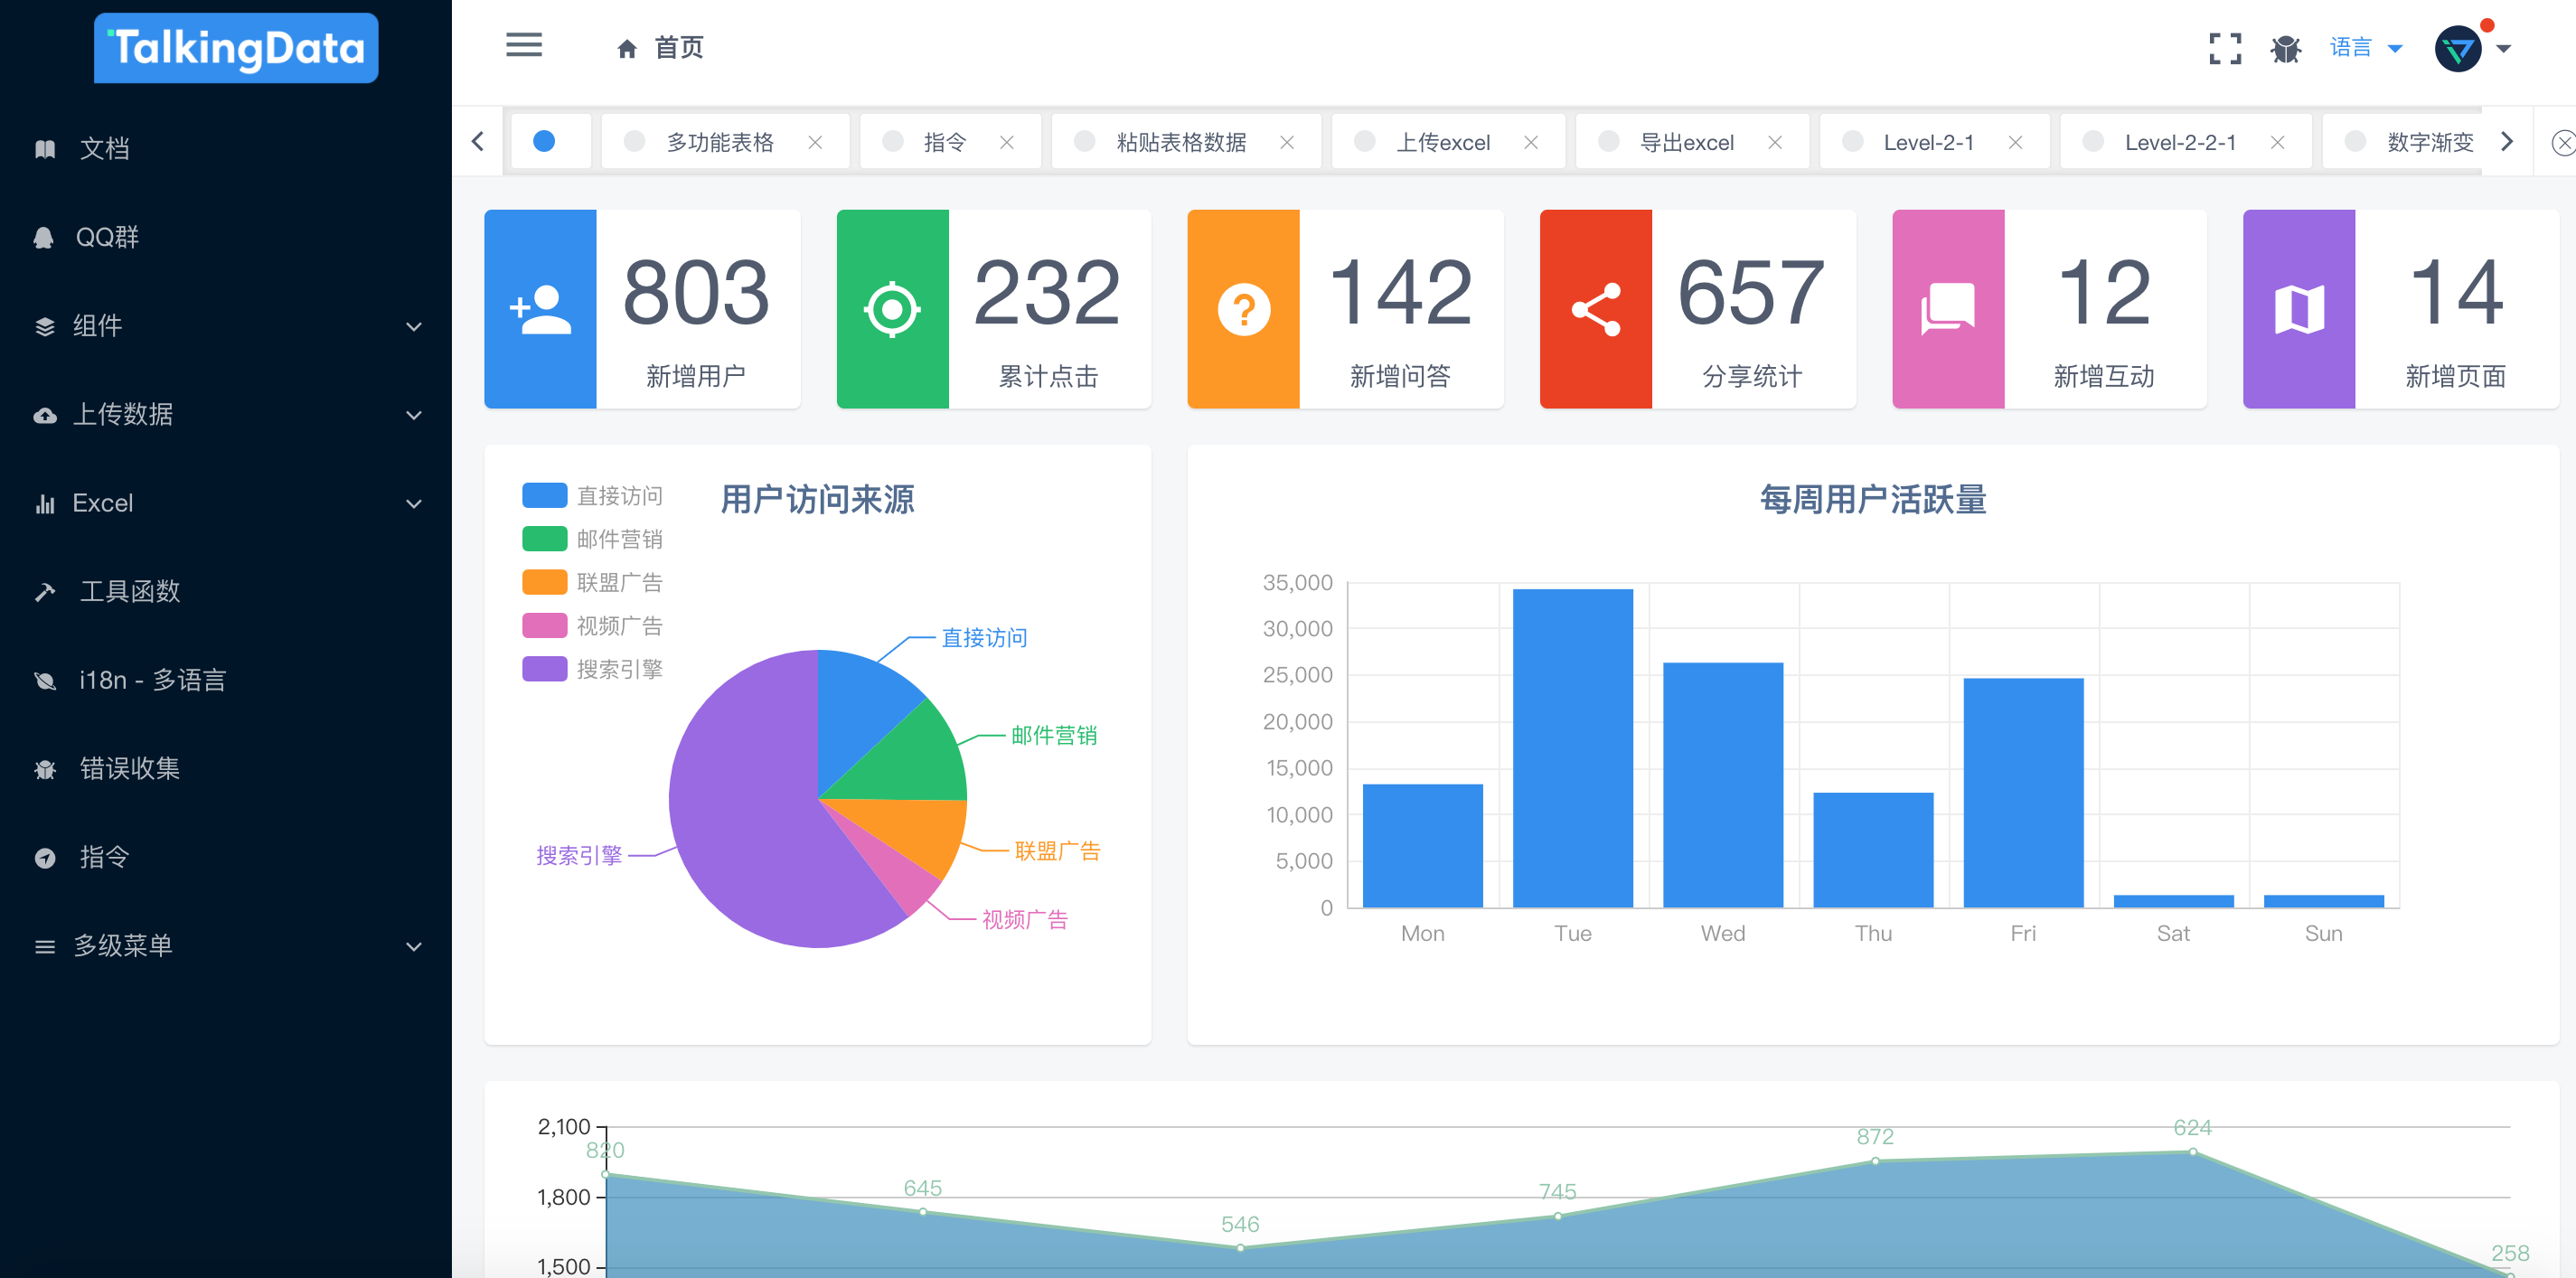 TalkingData
文档
QQ群
组件
上传数据
Excel
工具函数
i18n - 多语言
错误收集
指令
多级菜单
首页
语言
多功能表格
指令
粘贴表格数据
上传excel
导出excel
Level-2-1
Level-2-2-1
数字渐变
803
新增用户
232
累计点击
142
新增问答
657
分享统计
12
新增互动
14
新增页面
用户访问来源
直接访问
邮件营销
联盟广告
视频广告
搜索引擎
直接访问
邮件营销
联盟广告
视频广告
搜索引擎
每周用户活跃量
35,000
30,000
25,000
20,000
15,000
10,000
5,000
0
Mon Tue Wed Thu Fri Sat Sun
2,100
1,800
1,500
820
645
546
745
872
624
258